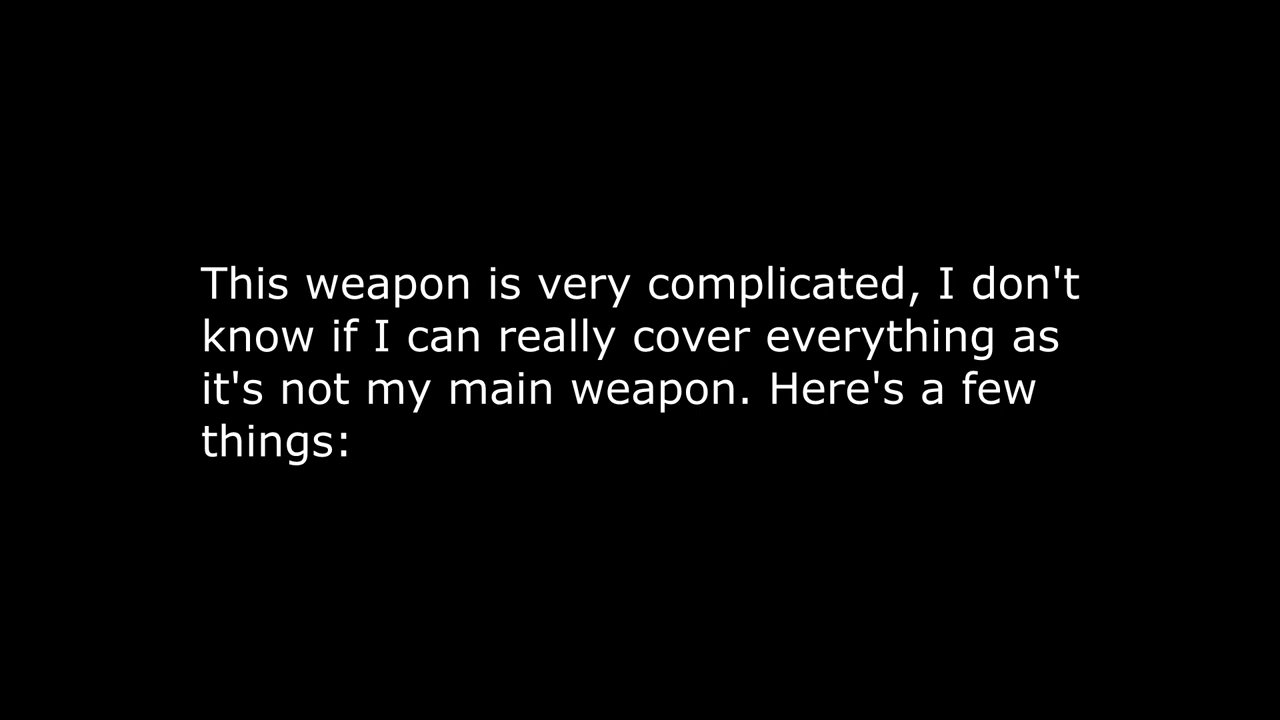 This weapon is very complicated, I don't
know if I can really cover everything as
it's not my main weapon. Here's a few
things: